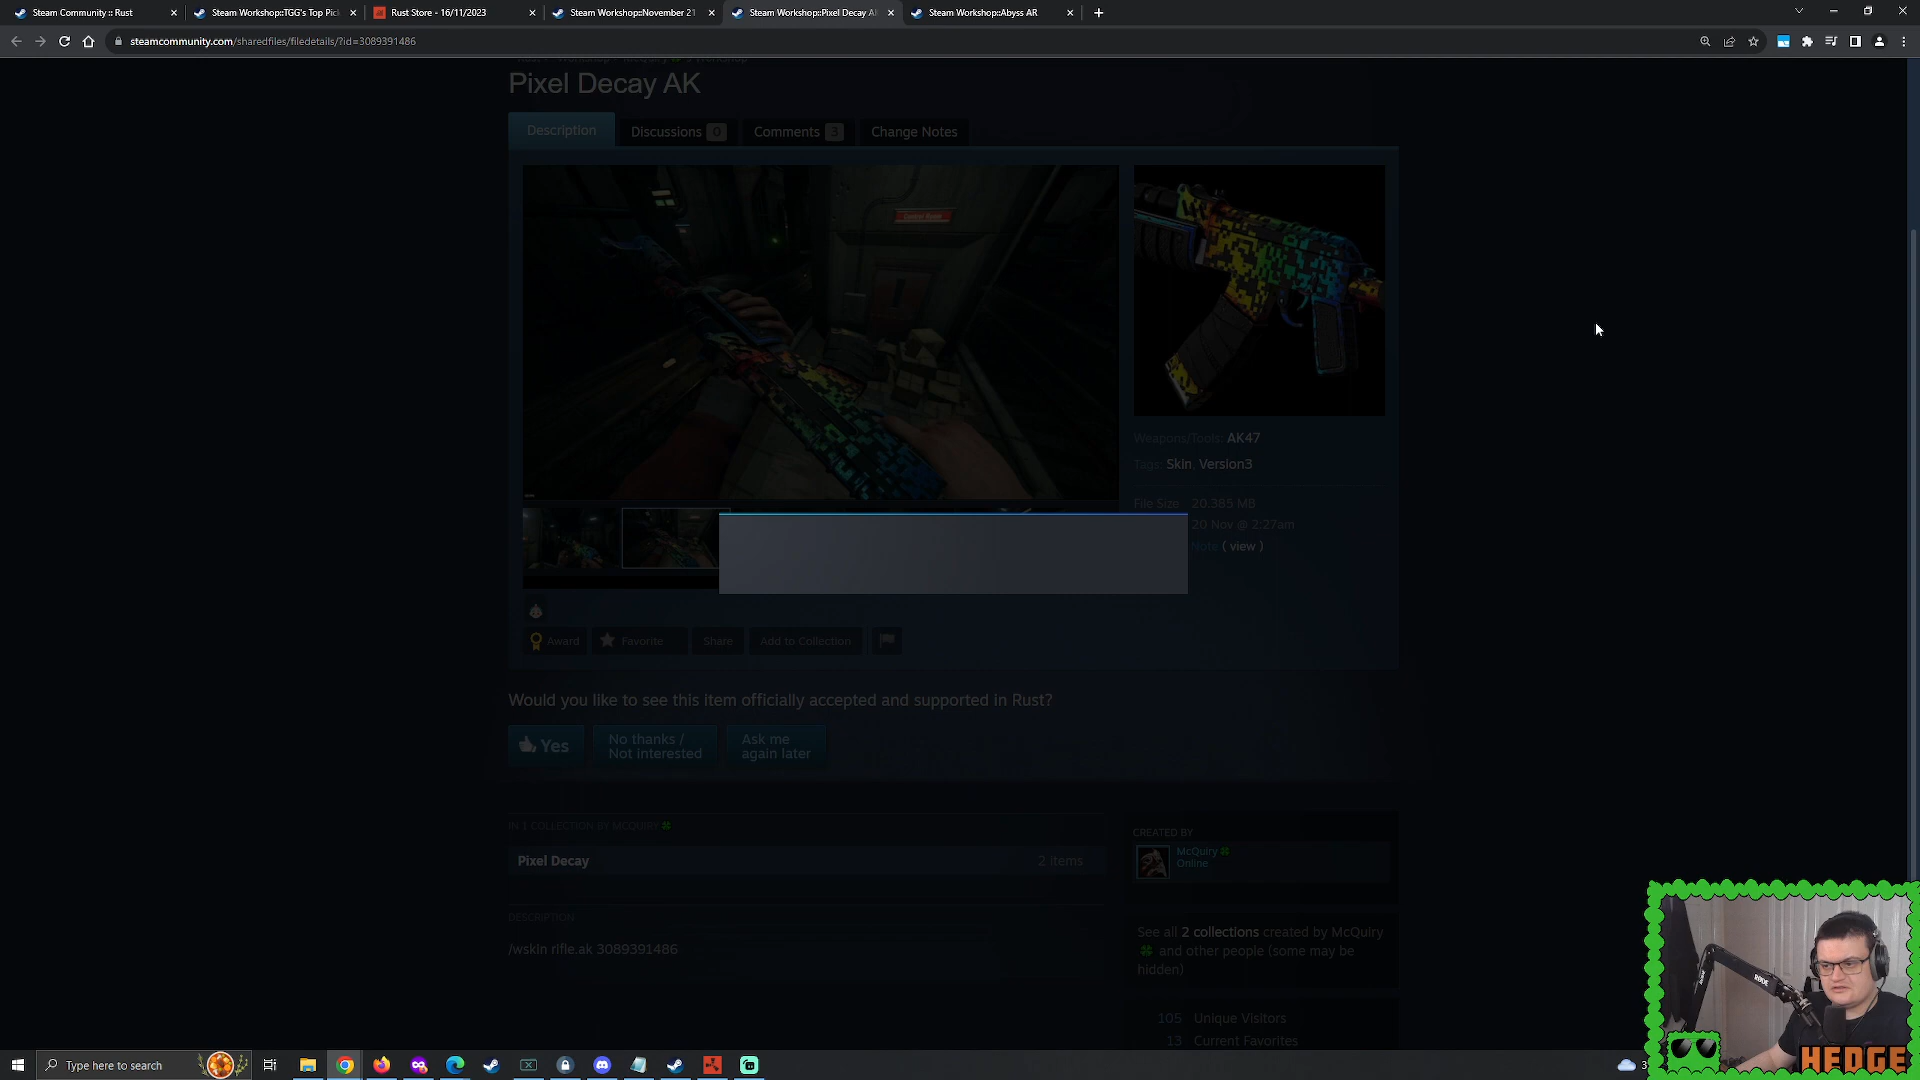 Steam Community :: Rust
Steam Workshop::TGG's Top Pic
Rust Store - 16/11/2023
Steam Workshop::November 21
Steam Workshop::Pixel Decay A
Steam Workshop::Abyss AR
steamcommunity.com/sharedfiles/filedetails/?id=3089391486
Pixel Decay AK
Description
Discussions 0
Comments 3
Change Notes
Control Room
Weapons/Tools: AK47
Tags: Skin, Version3
File Size 20.385 MB
20 Nov @ 2:27am
Note ( view )
Award
Favorite
Share
Add to Collection
Would you like to see this item officially accepted and supported in Rust?
Yes
No thanks /
Not interested
Ask me
again later
IN 1 COLLECTION BY MCQUIRY
Pixel Decay
2 items
CREATED BY
McQuiry
Online
DESCRIPTION
/wskin rifle.ak 3089391486
See all 2 collections created by McQuiry
and other people (some may be
hidden)
105 Unique Visitors
13 Current Favorites
Type here to search
RØDE
HEDGE